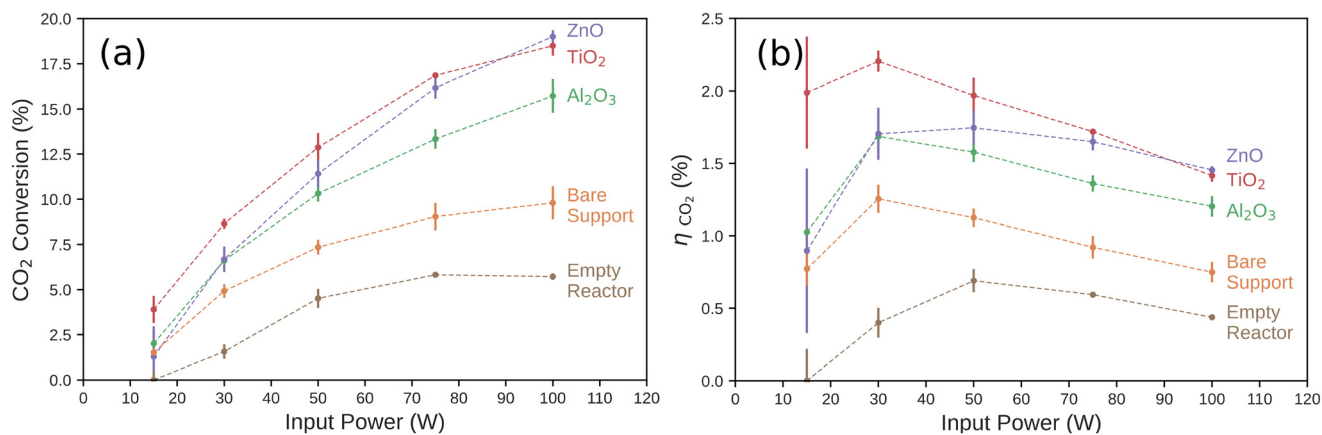 (a)
CO₂ Conversion (%)
20.0
17.5
15.0
12.5
10.0
7.5
5.0
2.5
0.0
ZnO
TiO₂
Al₂O₃
Bare
Support
Empty
Reactor
0 10 20 30 40 50 60 70 80 90 100 110 120
Input Power (W)
(b)
η CO₂ (%)
2.5
2.0
1.5
1.0
0.5
0.0
ZnO
TiO₂
Al₂O₃
Bare
Support
Empty
Reactor
0 10 20 30 40 50 60 70 80 90 100 110 120
Input Power (W)